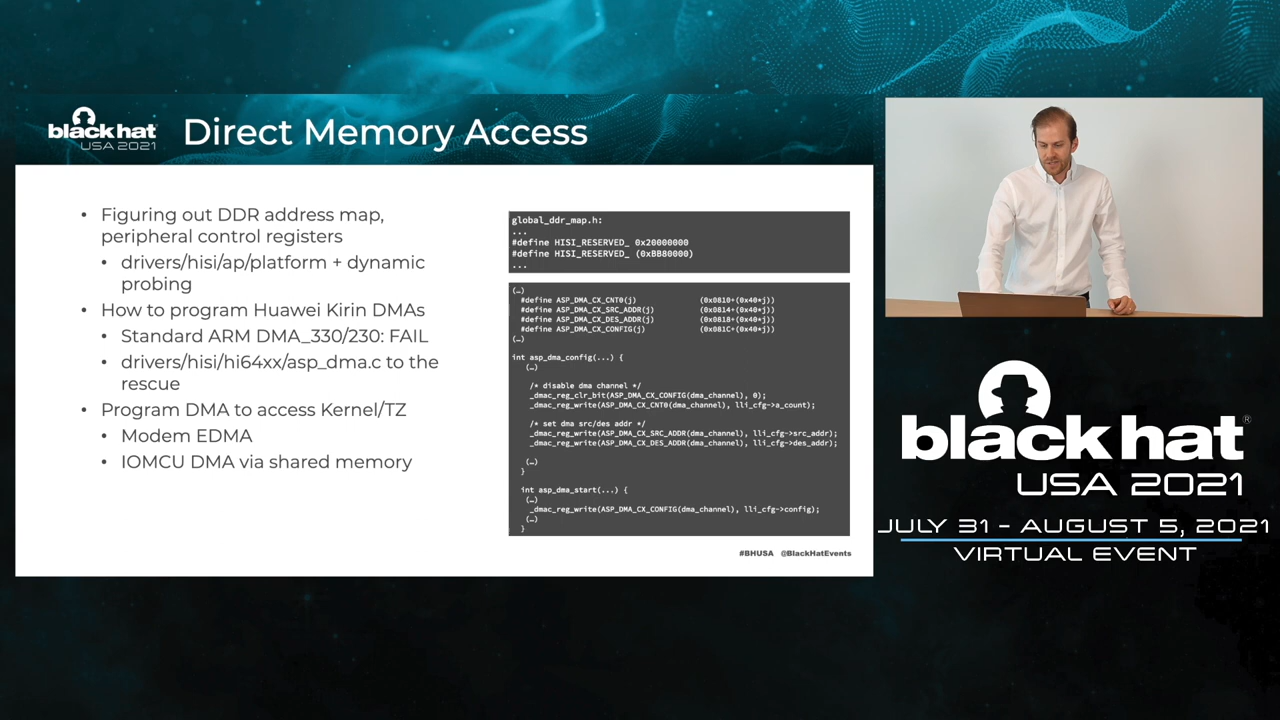 black hat
USA 2021
Direct Memory Access
• Figuring out DDR address map,
peripheral control registers
• drivers/hisi/ap/platform + dynamic
probing
• How to program Huawei Kirin DMAs
• Standard ARM DMA_330/230: FAIL
• drivers/hisi/hi64xx/asp_dma.c to the
rescue
• Program DMA to access Kernel/TZ
• Modem EDMA
• IOMCU DMA via shared memory
global_ddr_map.h:
...
#define HISI_RESERVED_ 0x20000000
#define HISI_RESERVED_ (0xBB80000)
...
(…)
#define ASP_DMA_CX_CNT0(j) (0x0810+(0x40*j))
#define ASP_DMA_CX_SRC_ADDR(j) (0x0814+(0x40*j))
#define ASP_DMA_CX_DES_ADDR(j) (0x0818+(0x40*j))
#define ASP_DMA_CX_CONFIG(j) (0x081C+(0x40*j))
(…)
int asp_dma_config(...) {
(…)
/* disable dma channel */
_dmac_reg_clr_bit(ASP_DMA_CX_CONFIG(dma_channel), 0);
_dmac_reg_write(ASP_DMA_CX_CNT0(dma_channel), lli_cfg->a_count);
/* set dma src/des addr */
_dmac_reg_write(ASP_DMA_CX_SRC_ADDR(dma_channel), lli_cfg->src_addr);
_dmac_reg_write(ASP_DMA_CX_DES_ADDR(dma_channel), lli_cfg->des_addr);
(…)
}
int asp_dma_start(...) {
(…)
_dmac_reg_write(ASP_DMA_CX_CONFIG(dma_channel), lli_cfg->config);
(…)
}
#BHUSA @BlackHatEvents
black hat®
USA 2021
JULY 31 - AUGUST 5, 2021
VIRTUAL EVENT